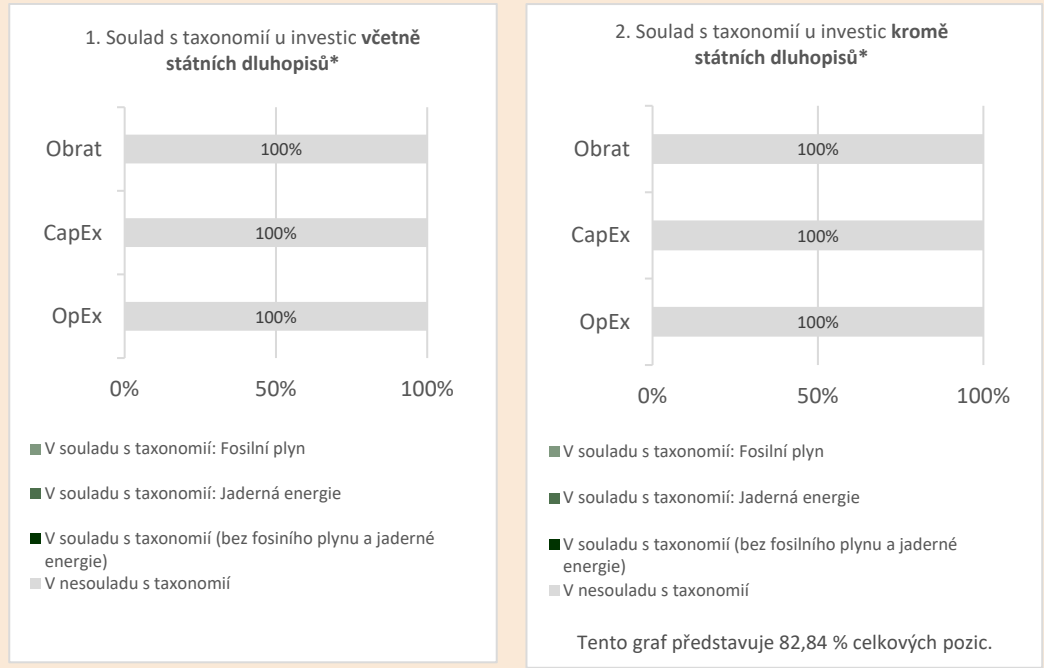 1. Soulad s taxonomií u investic včetně
státních dluhopisů*
Obrat
100%
CapEx
100%
OpEx
100%
0%
50%
100%
V souladu s taxonomií: Fosilní plyn
V souladu s taxonomií: Jaderná energie
V souladu s taxonomií (bez fosiního plynu a jaderné
energie)
V nesouladu s taxonomií
2. Soulad s taxonomií u investic kromě
státních dluhopisů*
Obrat
100%
CapEx
100%
OpEx
100%
0%
50%
100%
V souladu s taxonomií: Fosilní plyn
V souladu s taxonomií: Jaderná energie
V souladu s taxonomií (bez fosilního plynu a jaderné
energie)
V nesouladu s taxonomií
Tento graf představuje 82,84 % celkových pozic.